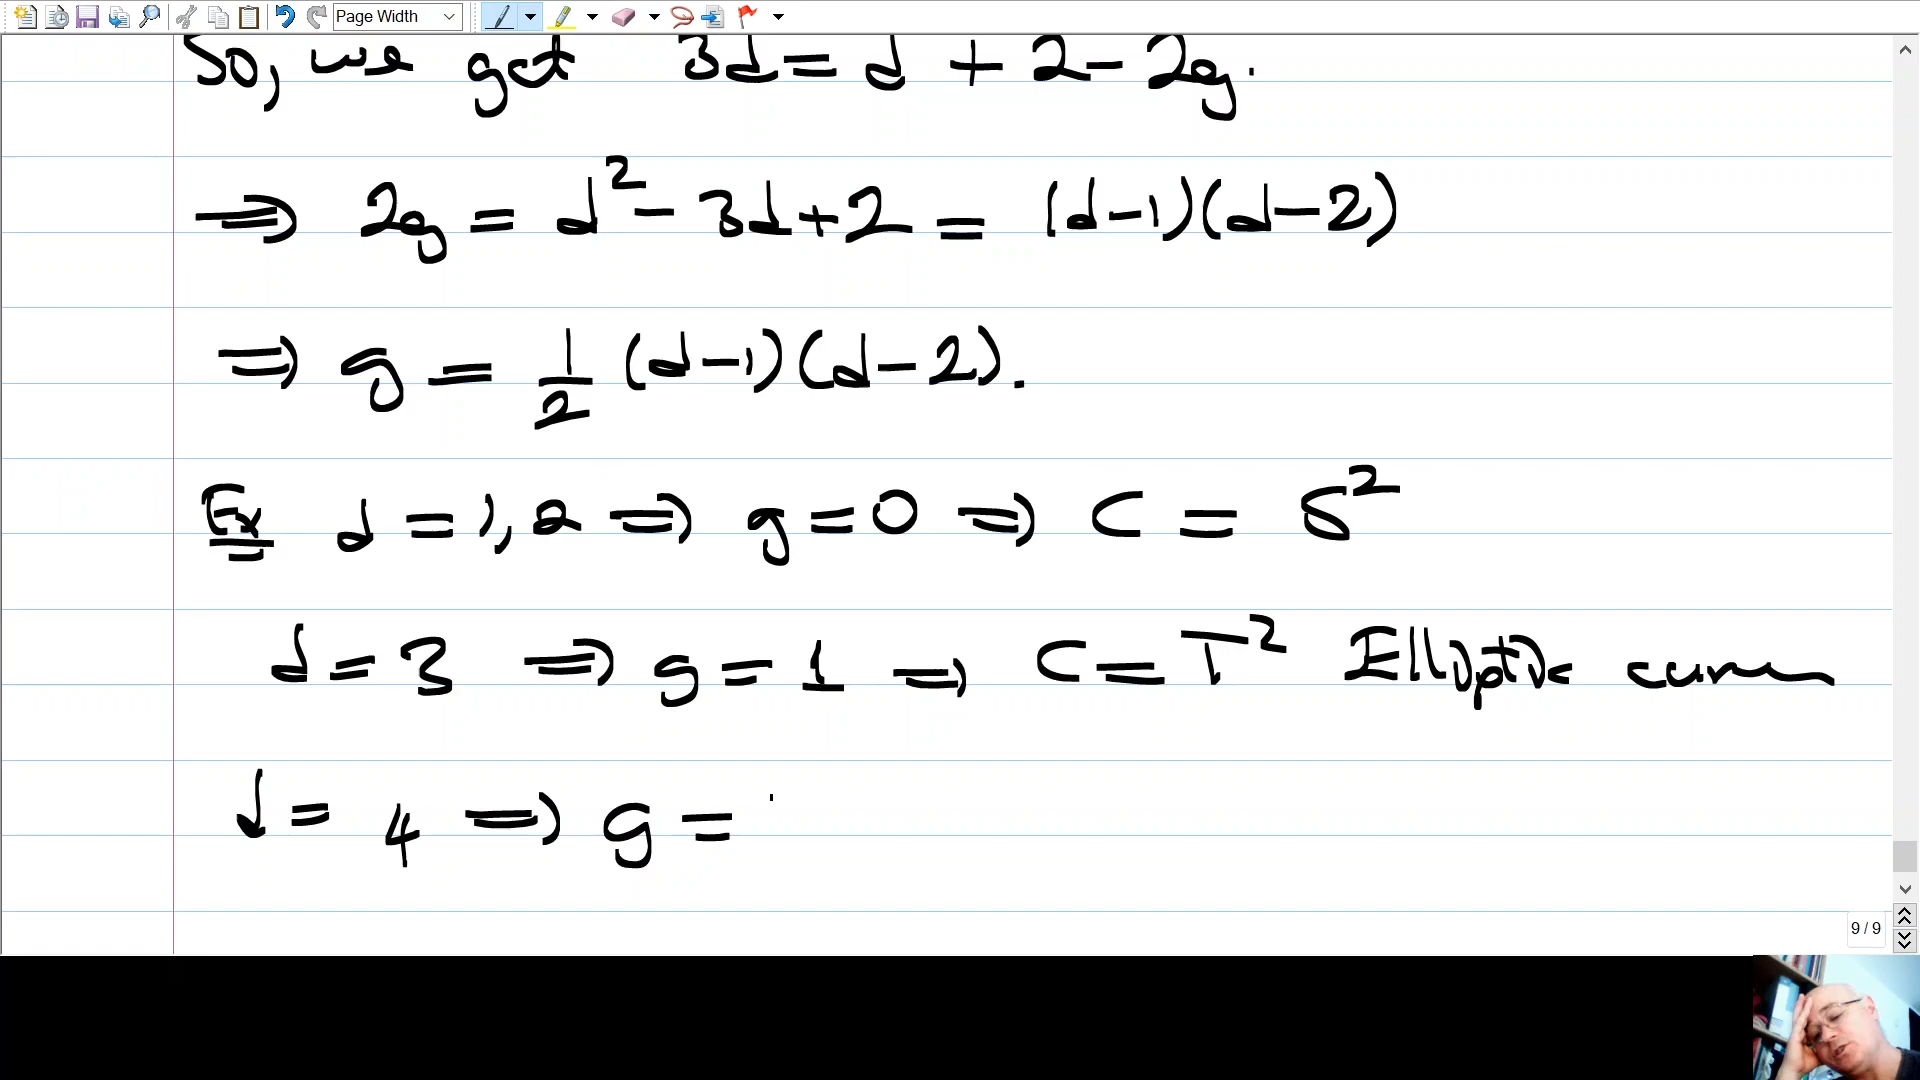 Page Width
So, we get 3d = d + 2 - 2g.
⇒ 2g = d² - 3d + 2 = (d-1)(d-2)
⇒ g = 1/2 (d-1)(d-2).
Ex d = 1, 2 ⇒ g = 0 ⇒ C = S²
d = 3 ⇒ g = 1 ⇒ C = T² Elliptic curve
d = 4 ⇒ g =
9 / 9